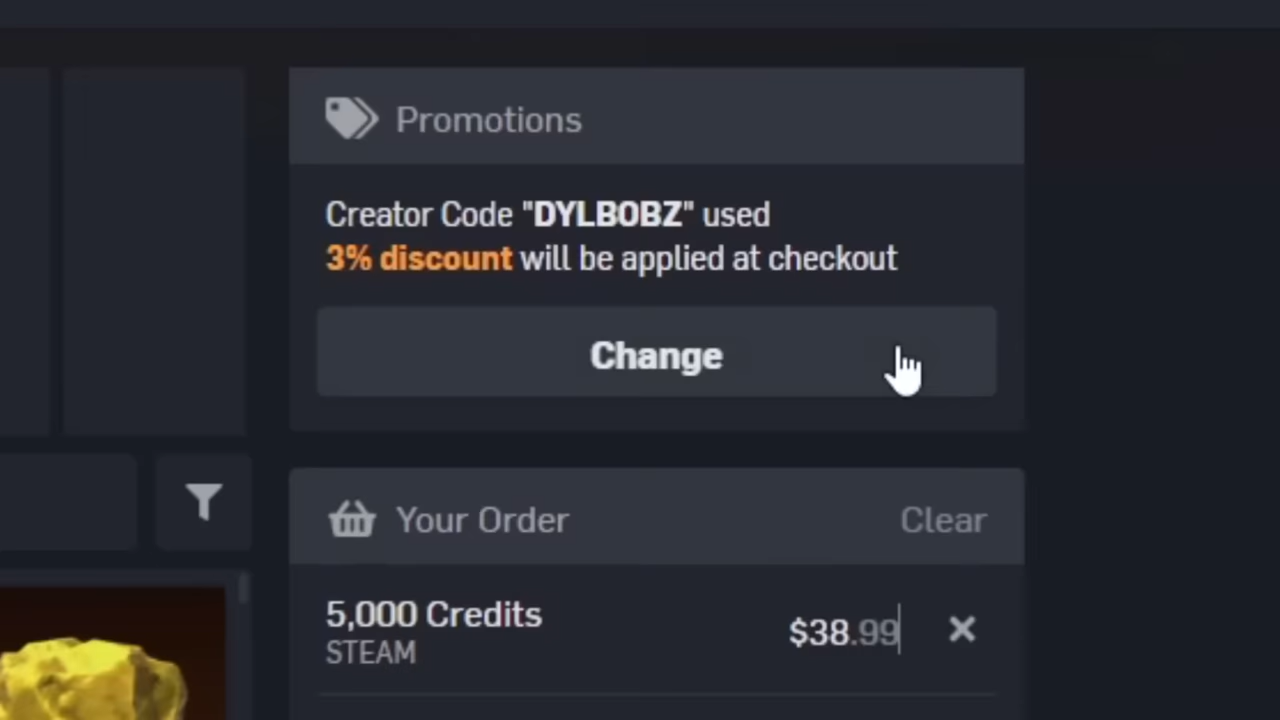 Promotions
Creator Code "DYLBOBZ" used
3% discount will be applied at checkout
Change
Your Order
Clear
5,000 Credits
$38.99
STEAM